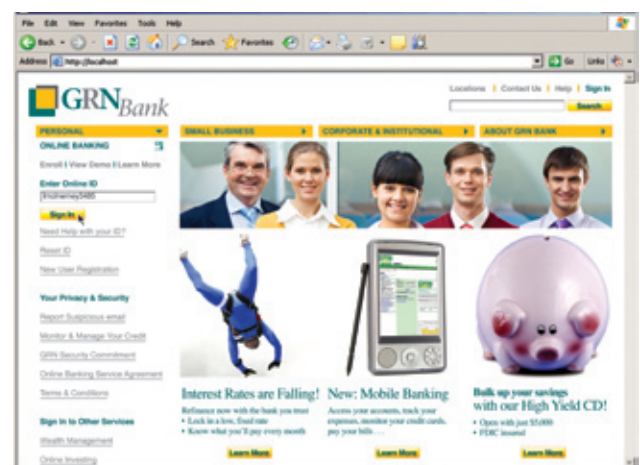 File Edit View Favorites Tools Help
Back Search Favorites
Address http://localhost Go Links
Locations | Contact Us | Help | Sign In
GRNBank
Search
PERSONAL SMALL BUSINESS CORPORATE & INSTITUTIONAL ABOUT GRN BANK
ONLINE BANKING
Enroll | View Demo | Learn More
Enter Online ID
Sign In
Need Help with your ID?
Reset ID
New User Registration
Your Privacy & Security
Report Suspicious email
Monitor & Manage Your Credit
GRN Security Commitment
Online Banking Service Agreement
Terms & Conditions
Sign In to Other Services
Wealth Management
Online Investing
Interest Rates are Falling!
Refinance now with the bank you trust
• Lock in a low, fixed rate
• Know what you'll pay every month
Learn More
New: Mobile Banking
Access your accounts, track your
expenses, monitor your credit cards,
pay your bills . . .
Learn More
Bulk up your savings
with our High Yield CD!
• Open with just $5,000
• FDIC insured
Learn More